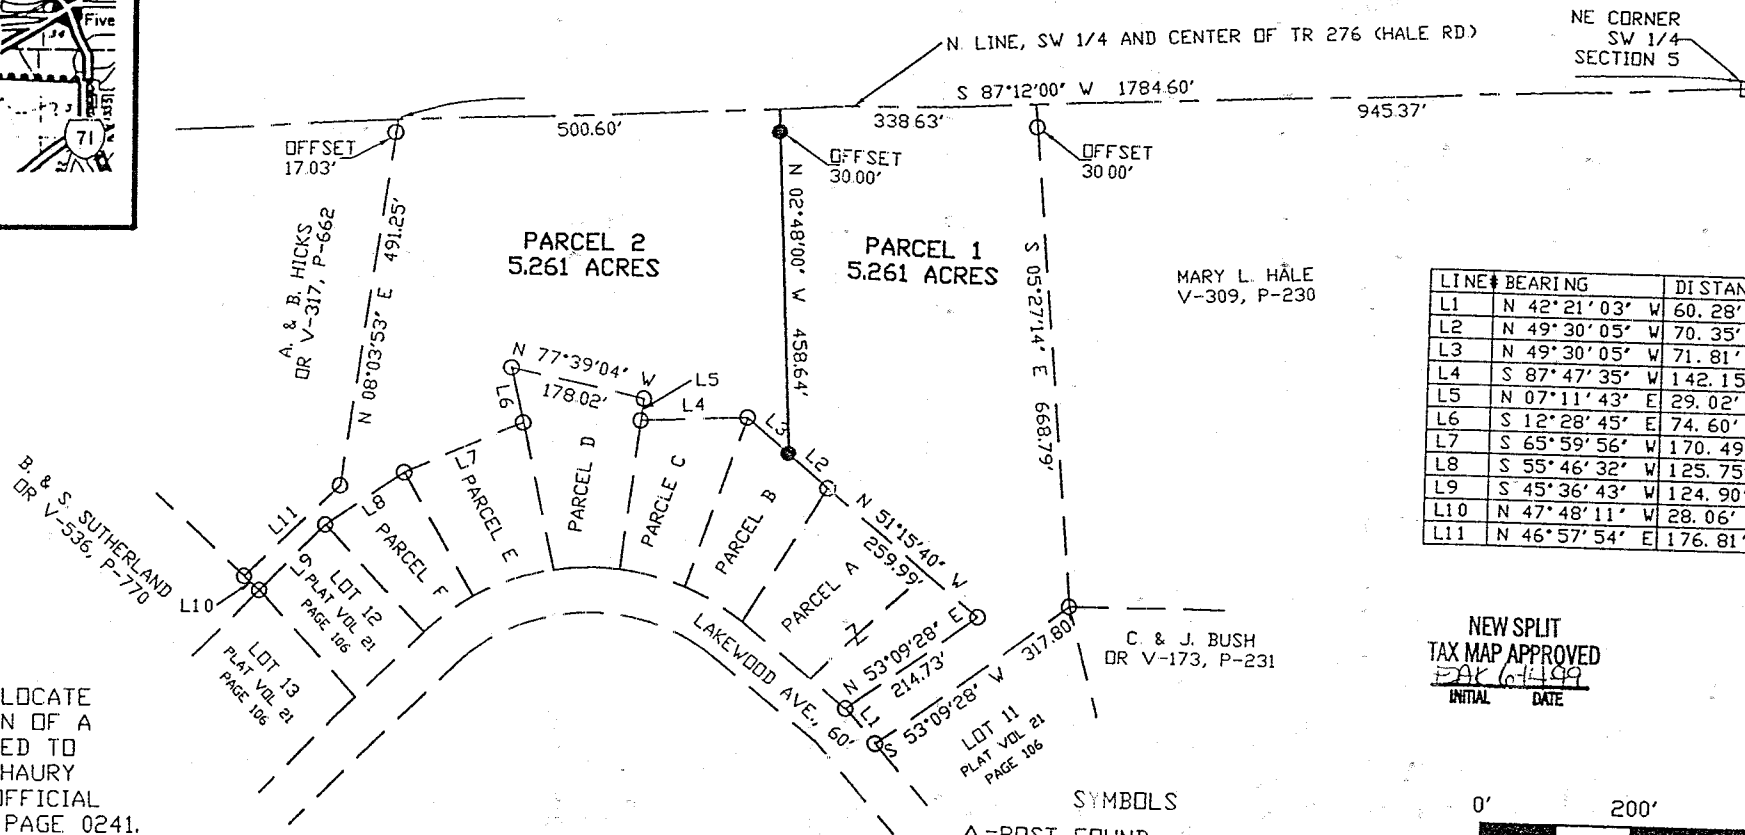 Five
34
71
NE CORNER
SW 1/4
SECTION 5
N. LINE, SW 1/4 AND CENTER OF TR 276 (HALE RD.)
S 87°12'00" W 1784.60'
500.60'
338.63'
945.37'
OFFSET
17.03'
OFFSET
30.00'
OFFSET
30.00'
A. & B. HICKS
OR V-317, P-662
N 08°03'53" E 491.25'
PARCEL 2
5.261 ACRES
N 02°48'00" W 458.64'
PARCEL 1
5.261 ACRES
S 05°27'14" E 668.79'
MARY L. HALE
V-309, P-230
LINE# BEARING DISTAN
L1 N 42°21'03" W 60.28'
L2 N 49°30'05" W 70.35'
L3 N 49°30'05" W 71.81'
L4 S 87°47'35" W 142.15
L5 N 07°11'43" E 29.02'
L6 S 12°28'45" E 74.60'
L7 S 65°59'56" W 170.49
L8 S 55°46'32" W 125.75
L9 S 45°36'43" W 124.90
L10 N 47°48'11" W 28.06'
L11 N 46°57'54" E 176.81'
N 77°39'04" W
178.02'
L5
L4
L6
L3
L2
L7
L8
L11
L9
L10
B. & S. SUTHERLAND
OR V-536, P-770
PARCEL D
PARCLE C
PARCEL B
PARCEL A
PARCEL E
PARCEL F
N 51°15'40" W
259.99'
LOT 12
PLAT VOL 21
PAGE 106
LOT 13
PLAT VOL 21
PAGE 106
LAKEWOOD AVE., 60'
N 53°09'28" E
214.73'
L1
S 53°09'28" W 317.80'
LOT 11
PLAT VOL 21
PAGE 106
C. & J. BUSH
OR V-173, P-231
NEW SPLIT
TAX MAP APPROVED
INITIAL DATE
LOCATE
N OF A
ED TO
HAURY
OFFICIAL
PAGE 0241.
SYMBOLS
0' 200'